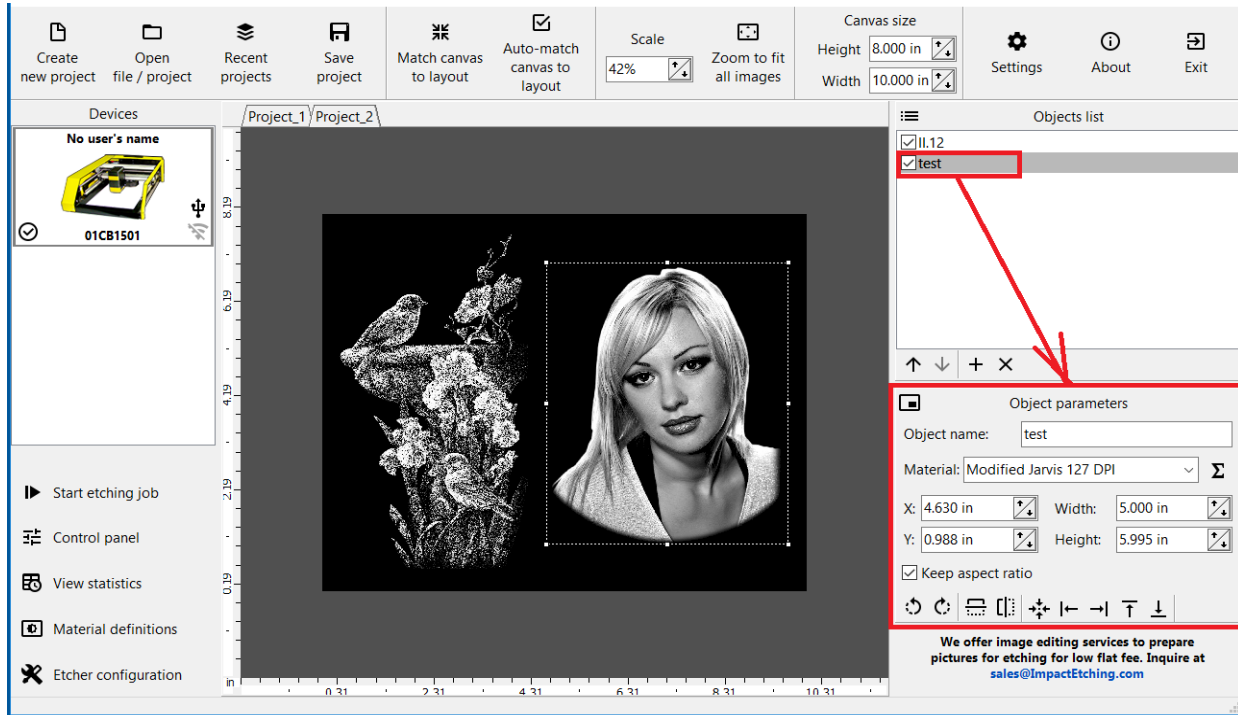 Create
new project
Open
file / project
Recent
projects
Save
project
Match canvas
to layout
Auto-match
canvas to
layout
Scale
42%
Zoom to fit
all images
Canvas size
Height 8.000 in
Width 10.000 in
Settings
About
Exit
Devices
No user's name
01CB1501
Start etching job
Control panel
View statistics
Material definitions
Etcher configuration
Project_1 Project_2
8.19
6.19
4.19
2.19
0.19
in
0.31 2.31 4.31 6.31 8.31 10.31
Objects list
II.12
test
Object parameters
Object name: test
Material: Modified Jarvis 127 DPI Σ
X: 4.630 in Width: 5.000 in
Y: 0.988 in Height: 5.995 in
Keep aspect ratio
We offer image editing services to prepare
pictures for etching for low flat fee. Inquire at
sales@ImpactEtching.com